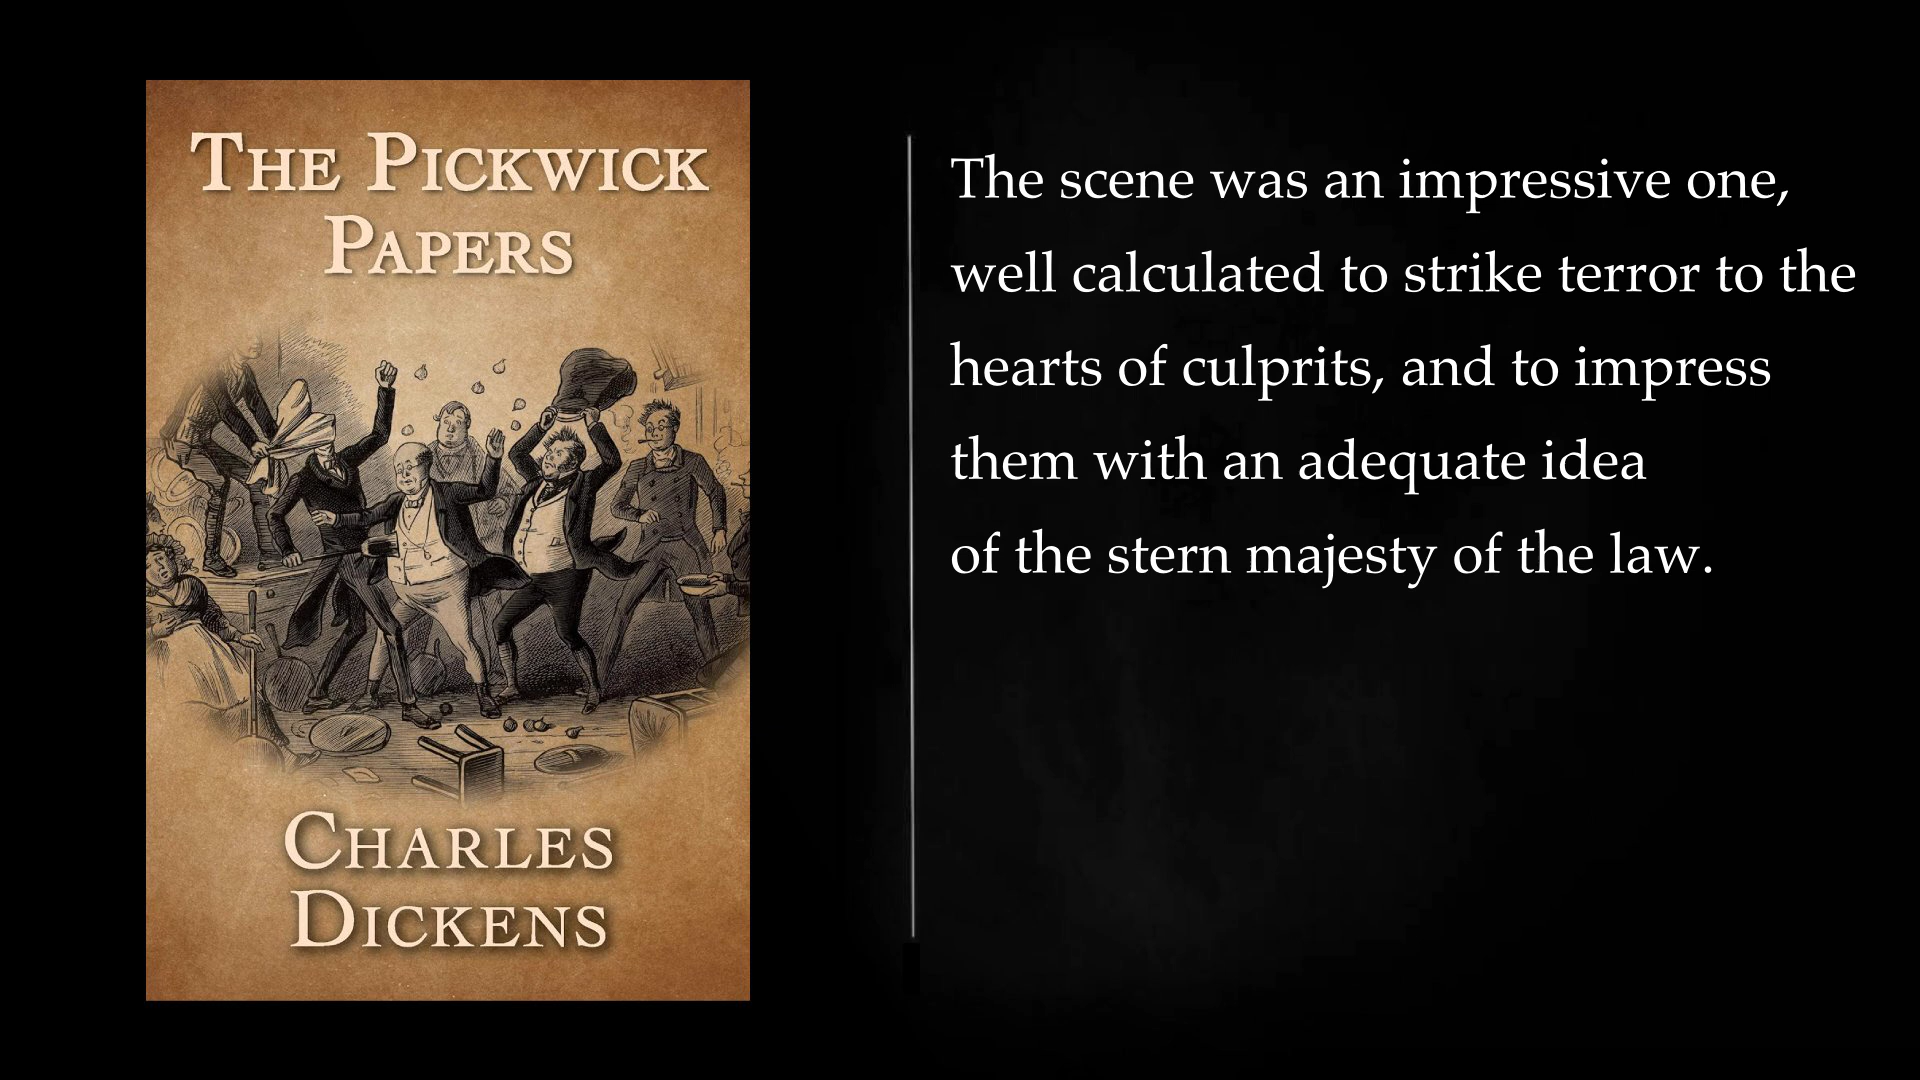 The Pickwick
Papers
Charles
Dickens
The scene was an impressive one,
well calculated to strike terror to the
hearts of culprits, and to impress
them with an adequate idea
of the stern majesty of the law.